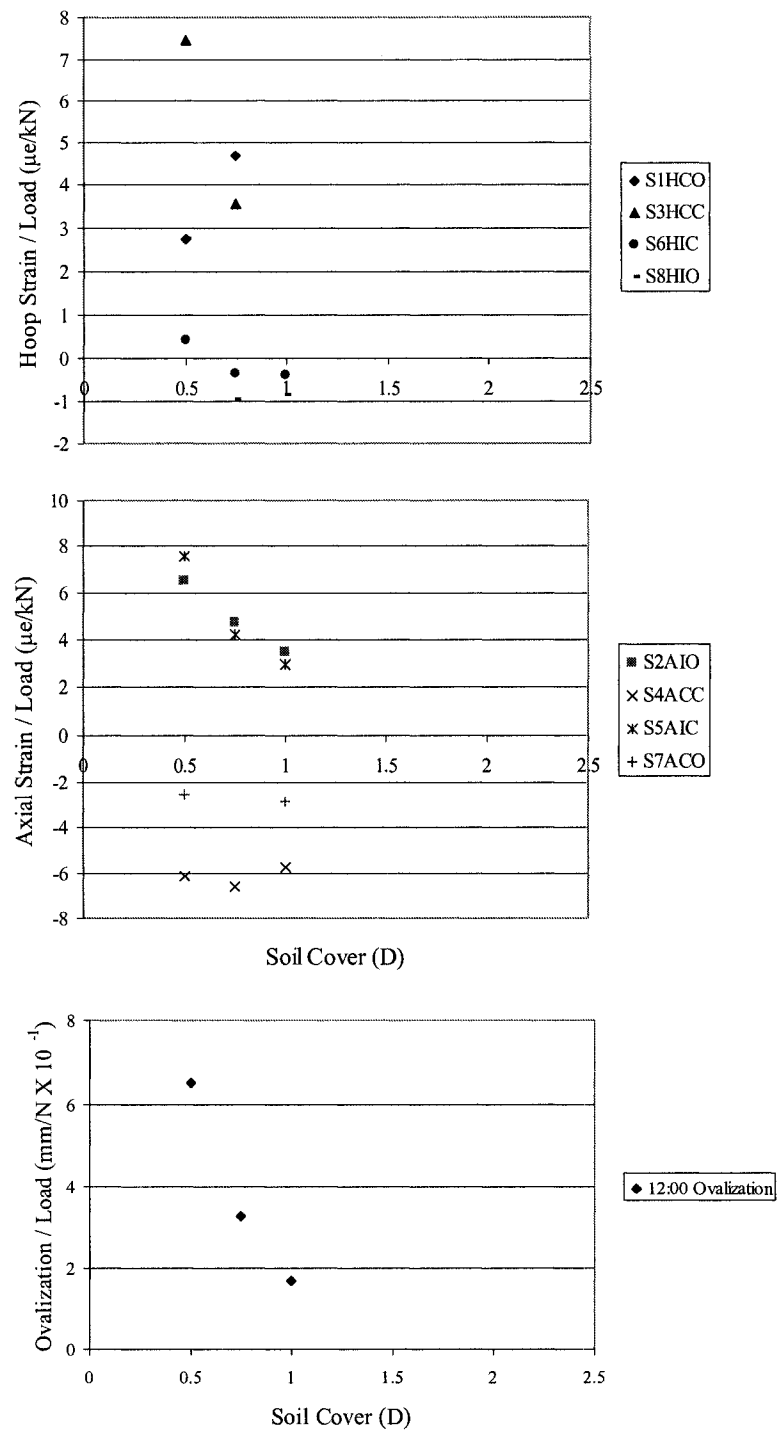 8
7
6
5
4
3
2
1
0
-1
-2
Hoop Strain / Load (µe/kN)
0 0.5 1 1.5 2 2.5
S1HCO
S3HCC
S6HIC
S8HIO
10
8
6
4
2
0
-2
-4
-6
-8
Axial Strain / Load (µe/kN)
0 0.5 1 1.5 2 2.5
Soil Cover (D)
S2AIO
S4ACC
S5AIC
S7ACO
8
6
4
2
0
Ovalization / Load (mm/N X 10 -1)
0 0.5 1 1.5 2 2.5
Soil Cover (D)
12:00 Ovalization